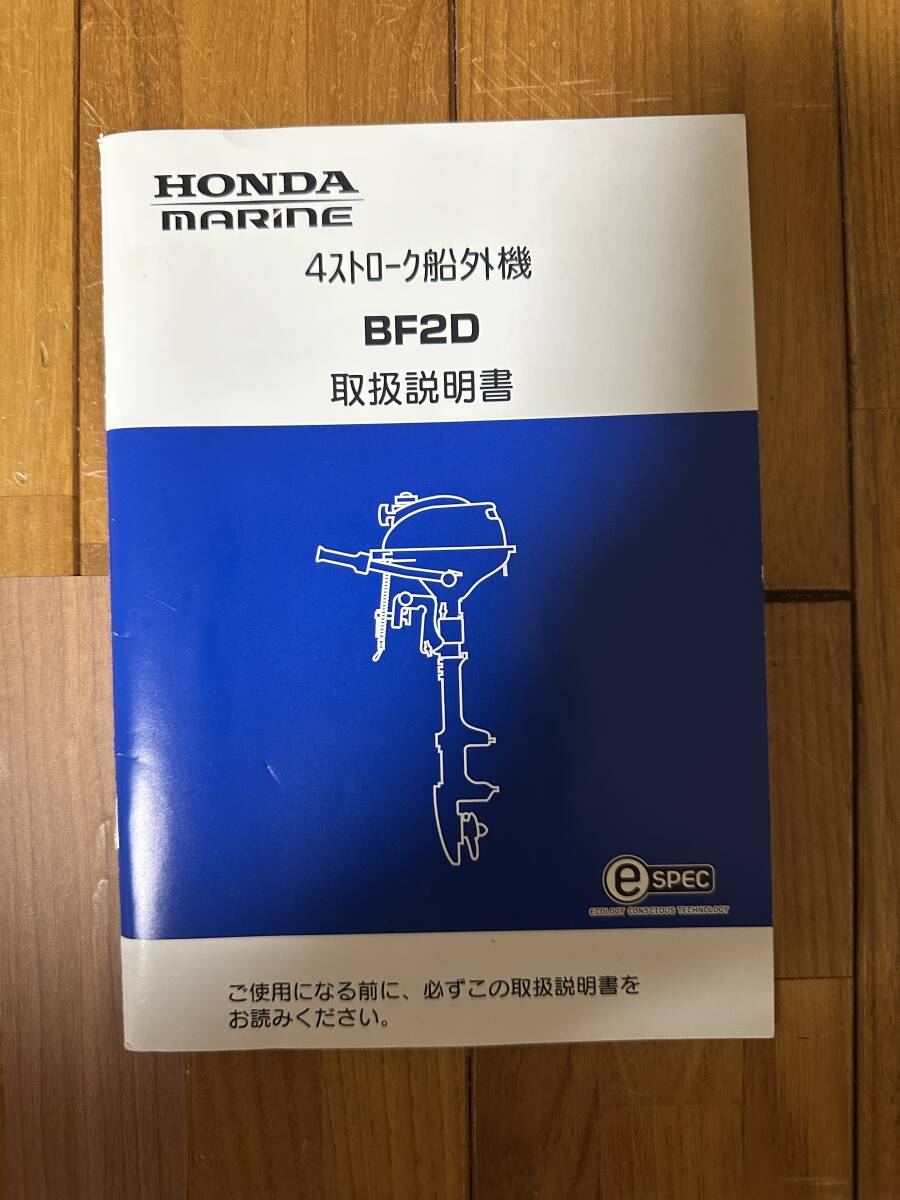 HONDA
MARINE
4ストローク船外機
BF2D
取扱説明書
e SPEC
ECOLOGY CONSCIOUS TECHNOLOGY
ご使用になる前に、必ずこの取扱説明書を
お読みください。